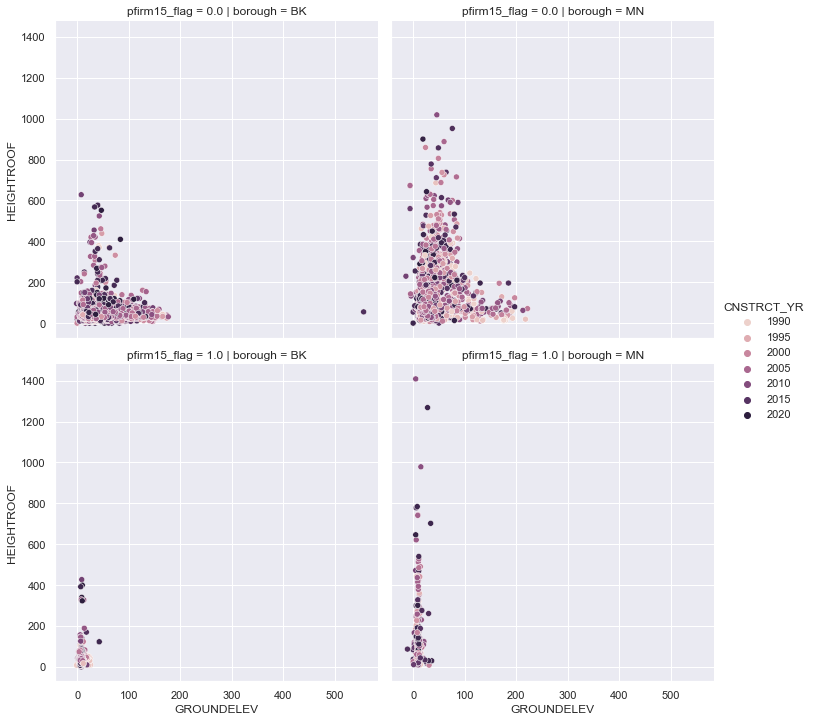 pfirm15_flag = 0.0 | borough = BK
pfirm15_flag = 0.0 | borough = MN
1400
1200
1000
800
600
400
200
0
HEIGHTROOF
CNSTRCT_YR
1990
1995
2000
2005
2010
2015
2020
pfirm15_flag = 1.0 | borough = BK
pfirm15_flag = 1.0 | borough = MN
1400
1200
1000
800
600
400
200
0
HEIGHTROOF
0 100 200 300 400 500
0 100 200 300 400 500
GROUNDELEV
GROUNDELEV